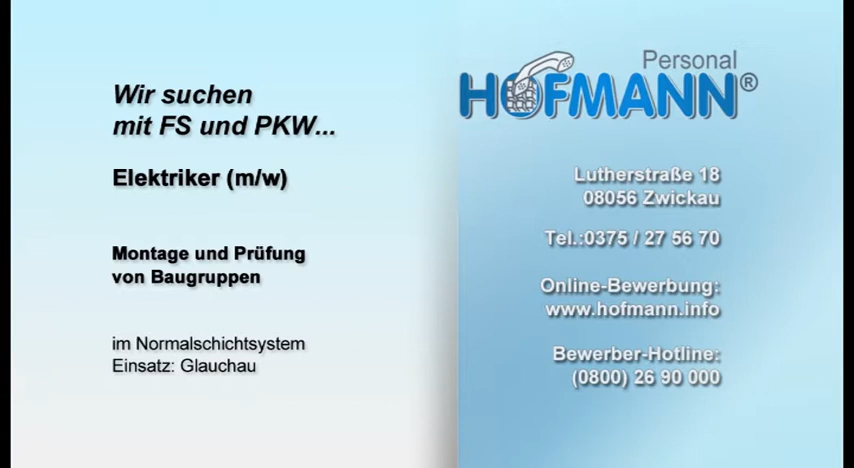 Wir suchen
mit FS und PKW...
Elektriker (m/w)
Montage und Prüfung
von Baugruppen
im Normalschichtsystem
Einsatz: Glauchau
Personal
HOFMANN®
Lutherstraße 18
08056 Zwickau
Tel.:0375 / 27 56 70
Online-Bewerbung:
www.hofmann.info
Bewerber-Hotline:
(0800) 26 90 000